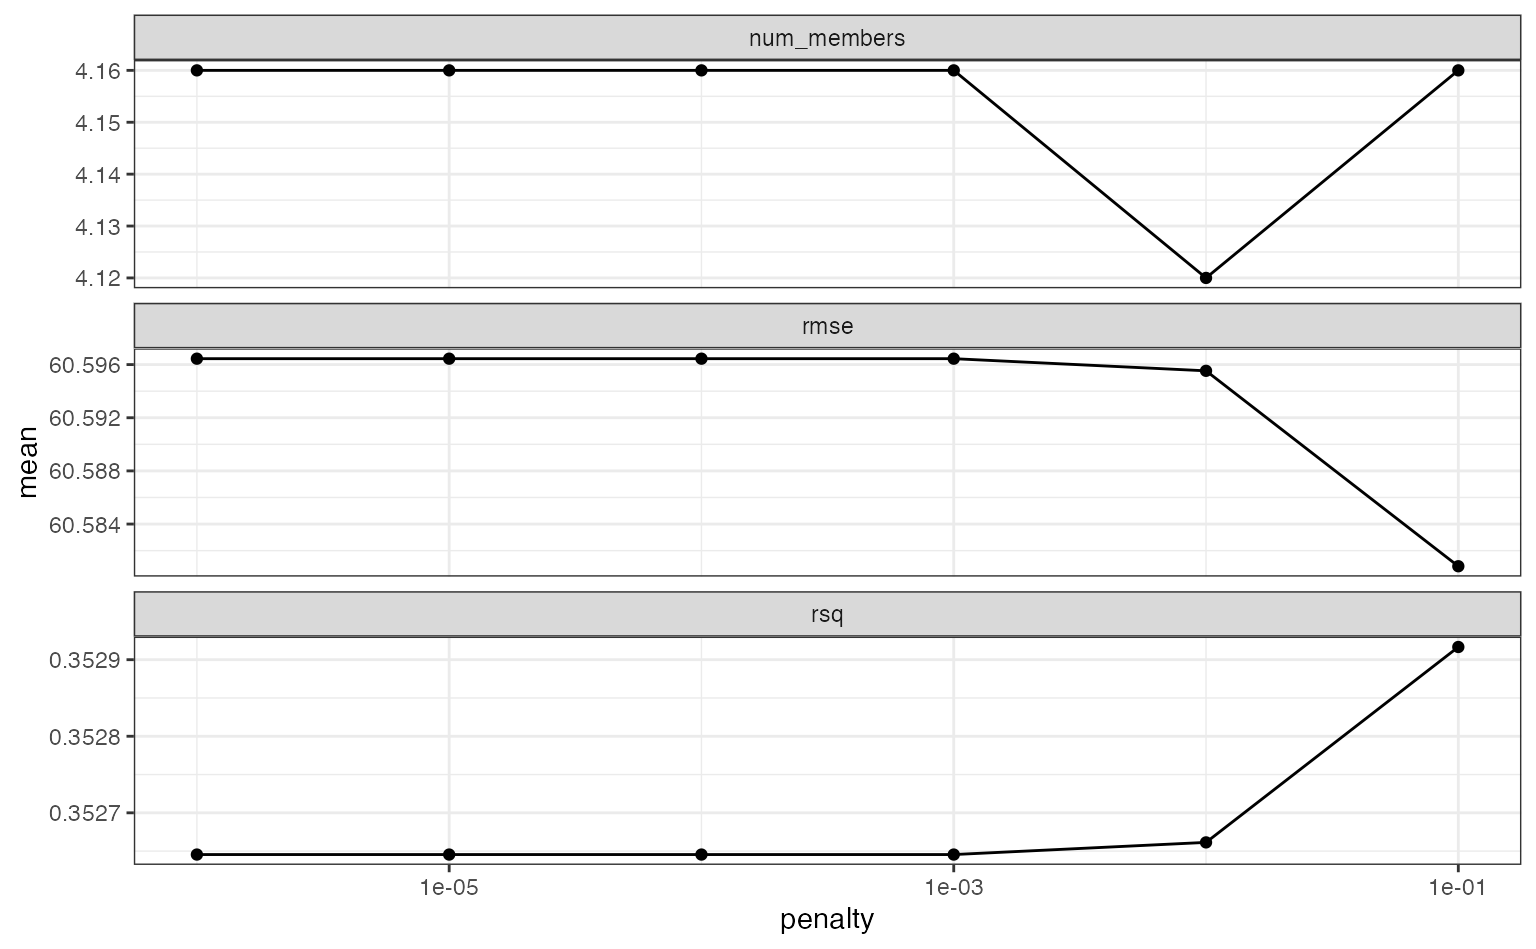 num_members
4.16
4.15
4.14
4.13
4.12
rmse
60.596
60.592
60.588
60.584
mean
rsq
0.3529
0.3528
0.3527
1e-05 1e-03 1e-01
penalty